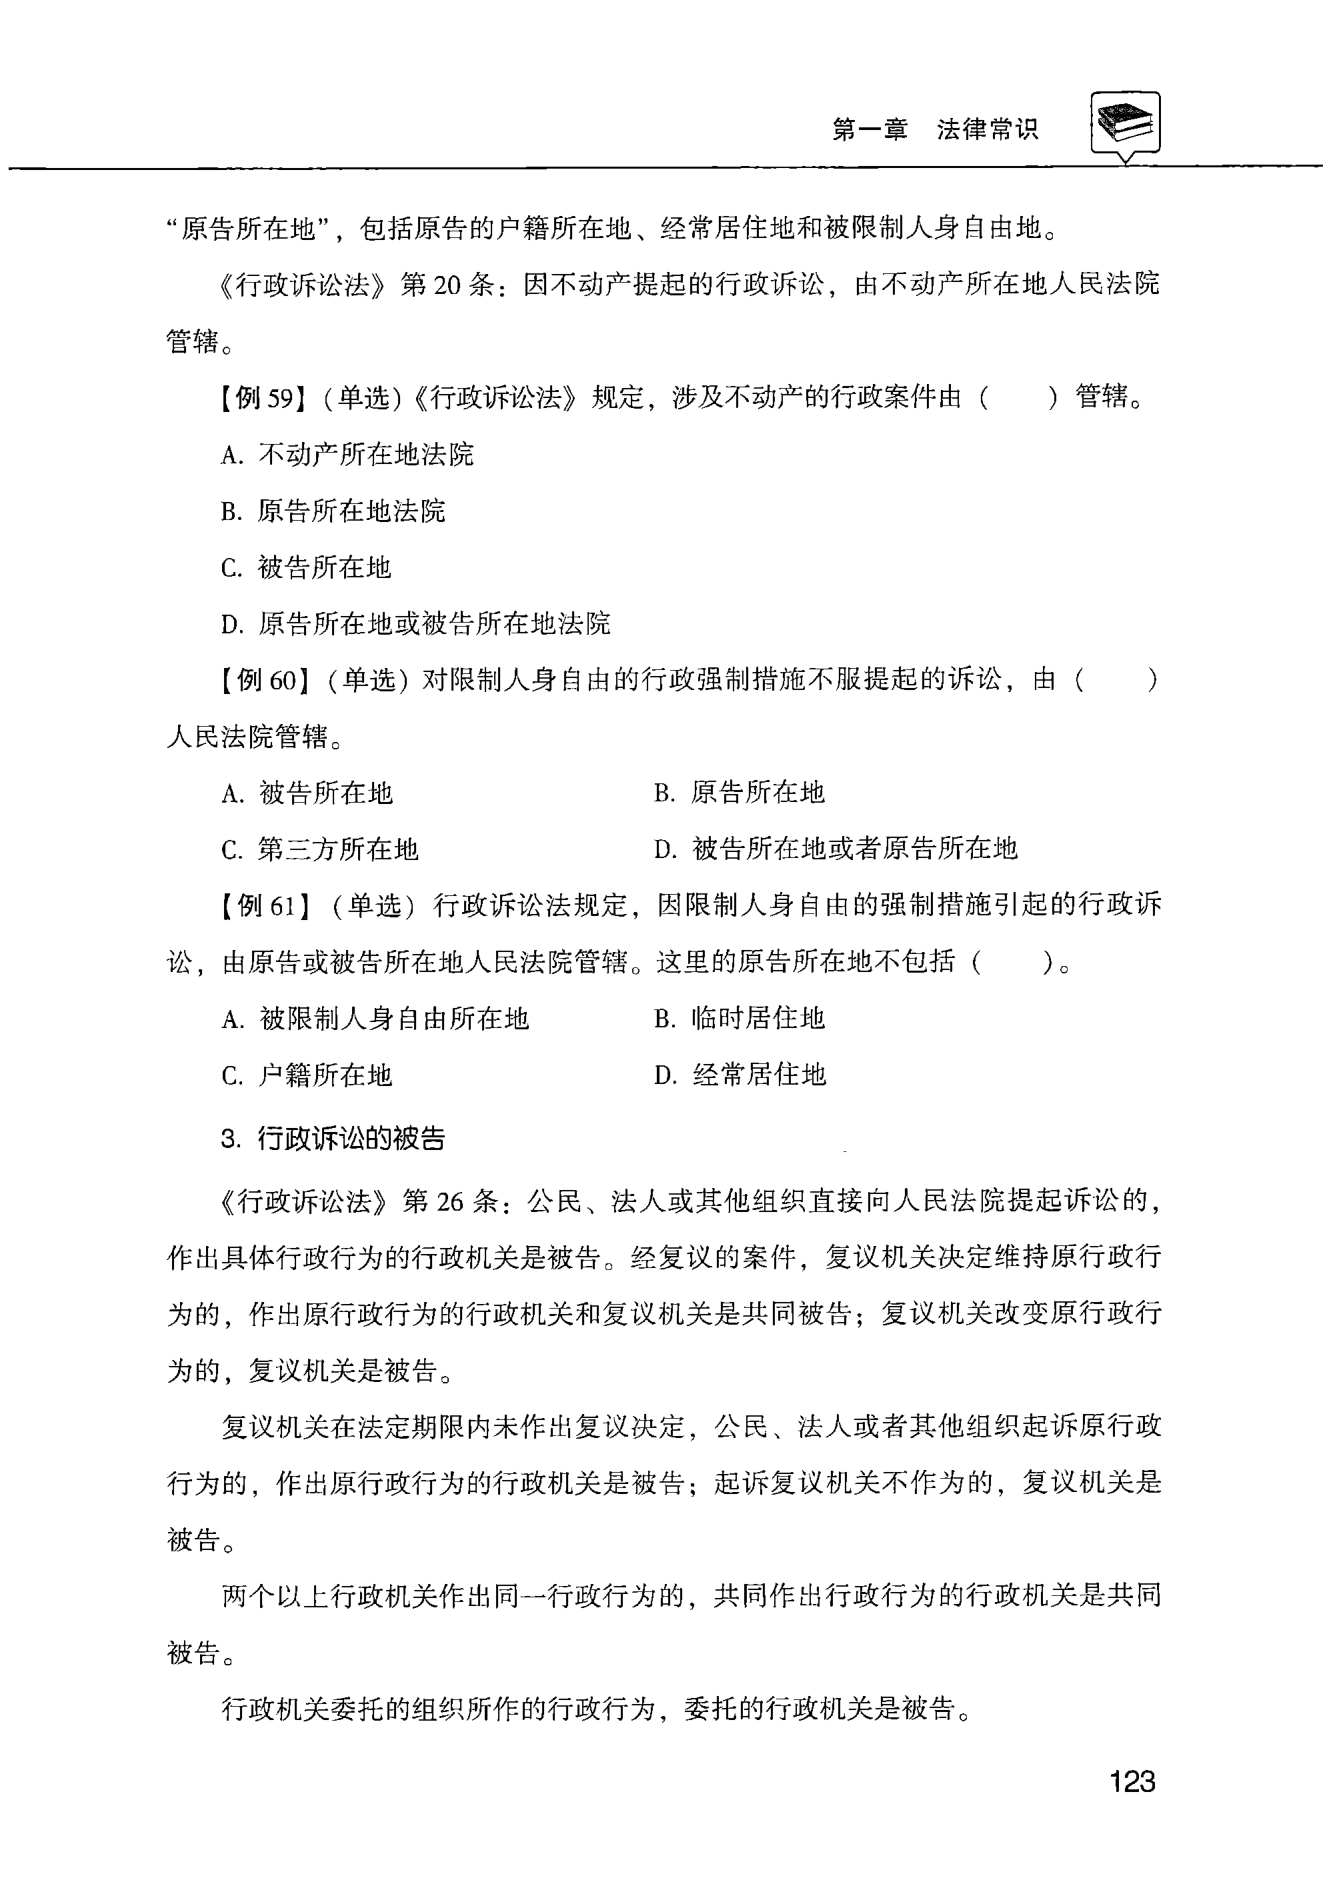 第一章 法律常识
“原告所在地”，包括原告的户籍所在地、经常居住地和被限制人身自由地。
《行政诉讼法》第 20 条：因不动产提起的行政诉讼，由不动产所在地人民法院
管辖。
【例 59】（单选）《行政诉讼法》规定，涉及不动产的行政案件由（　　）管辖。
A. 不动产所在地法院
B. 原告所在地法院
C. 被告所在地
D. 原告所在地或被告所在地法院
【例 60】（单选）对限制人身自由的行政强制措施不服提起的诉讼，由（　　）
人民法院管辖。
A. 被告所在地　　B. 原告所在地
C. 第三方所在地　　D. 被告所在地或者原告所在地
【例 61】（单选）行政诉讼法规定，因限制人身自由的强制措施引起的行政诉
讼，由原告或被告所在地人民法院管辖。这里的原告所在地不包括（　　）。
A. 被限制人身自由所在地　　B. 临时居住地
C. 户籍所在地　　D. 经常居住地
3. 行政诉讼的被告
《行政诉讼法》第 26 条：公民、法人或其他组织直接向人民法院提起诉讼的，
作出具体行政行为的行政机关是被告。经复议的案件，复议机关决定维持原行政行
为的，作出原行政行为的行政机关和复议机关是共同被告；复议机关改变原行政行
为的，复议机关是被告。
复议机关在法定期限内未作出复议决定，公民、法人或者其他组织起诉原行政
行为的，作出原行政行为的行政机关是被告；起诉复议机关不作为的，复议机关是
被告。
两个以上行政机关作出同一行政行为的，共同作出行政行为的行政机关是共同
被告。
行政机关委托的组织所作的行政行为，委托的行政机关是被告。
123